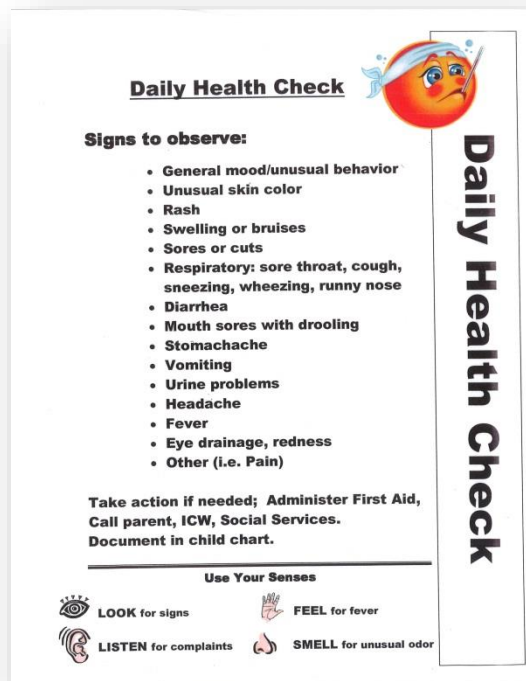 Daily Health Check
Signs to observe:
• General mood/unusual behavior
• Unusual skin color
• Rash
• Swelling or bruises
• Sores or cuts
• Respiratory: sore throat, cough,
sneezing, wheezing, runny nose
• Diarrhea
• Mouth sores with drooling
• Stomachache
• Vomiting
• Urine problems
• Headache
• Fever
• Eye drainage, redness
• Other (i.e. Pain)
Take action if needed; Administer First Aid,
Call parent, ICW, Social Services.
Document in child chart.
Use Your Senses
LOOK for signs
FEEL for fever
LISTEN for complaints
SMELL for unusual odor
Daily Health Check